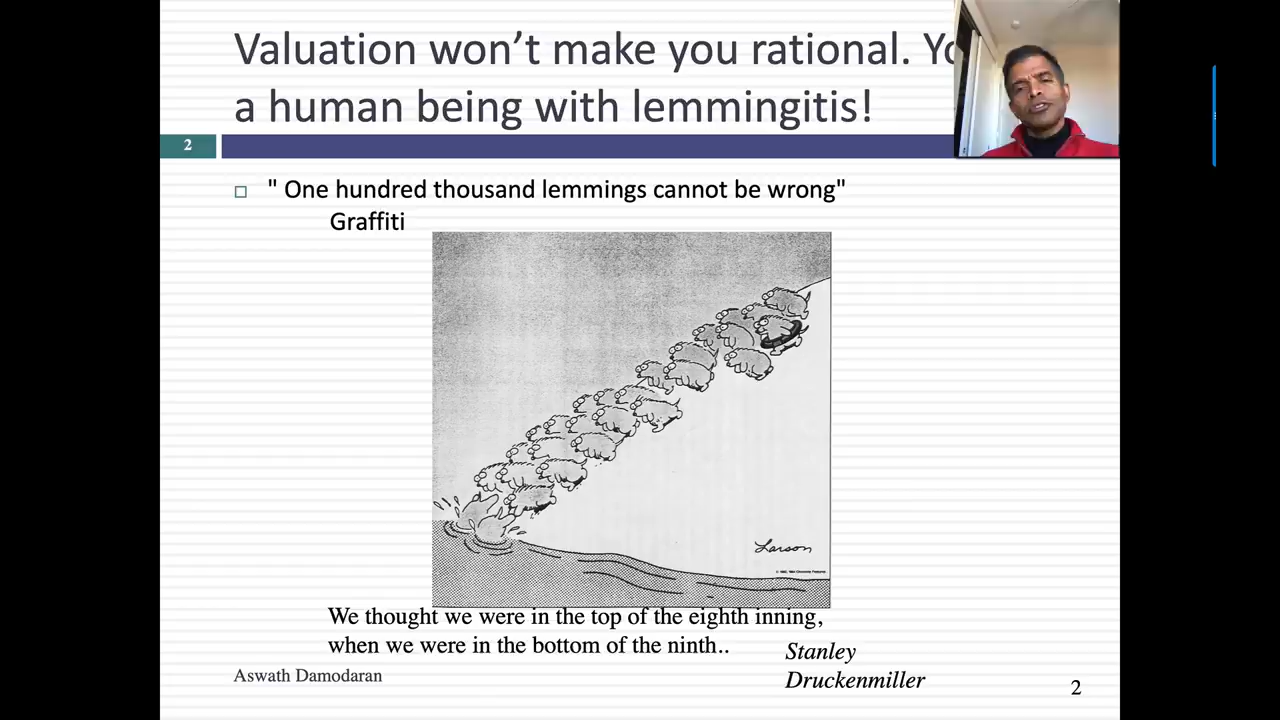 Valuation won’t make you rational.
a human being with lemmingitis!
2
" One hundred thousand lemmings cannot be wrong"
Graffiti
Larson
We thought we were in the top of the eighth inning,
when we were in the bottom of the ninth..
Stanley
Druckenmiller
Aswath Damodaran
2